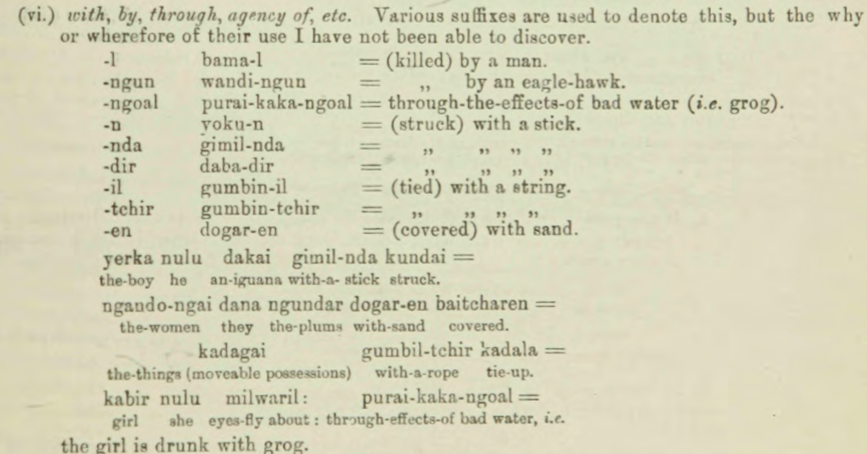 (vi.) with, by, through, agency of, etc. Various suffixes are used to denote this, but the why
or wherefore of their use I have not been able to discover.
-l bama-l = (killed) by a man.
-ngun wandi-ngun = „ by an eagle-hawk.
-ngoal purai-kaka-ngoal = through-the-effects-of bad water (i.e. grog).
-n yoku-n = (struck) with a stick.
-nda gimil-nda = „ „ „ „
-dir daba-dir = „ „ „ „
-il gumbin-il = (tied) with a string.
-tchir gumbin-tchir = „ „ „ „
-en dogar-en = (covered) with sand.
yerka nulu dakai gimil-nda kundai =
the-boy he an-iguana with-a- stick struck.
ngando-ngai dana ngundar dogar-en baitcharen =
the-women they the-plums with-sand covered.
kadagai gumbil-tchir kadala =
the-things (moveable possessions) with-a-rope tie-up.
kabir nulu milwaril: purai-kaka-ngoal =
girl she eyes-fly about: through-effects-of bad water, i.e.
the girl is drunk with grog.